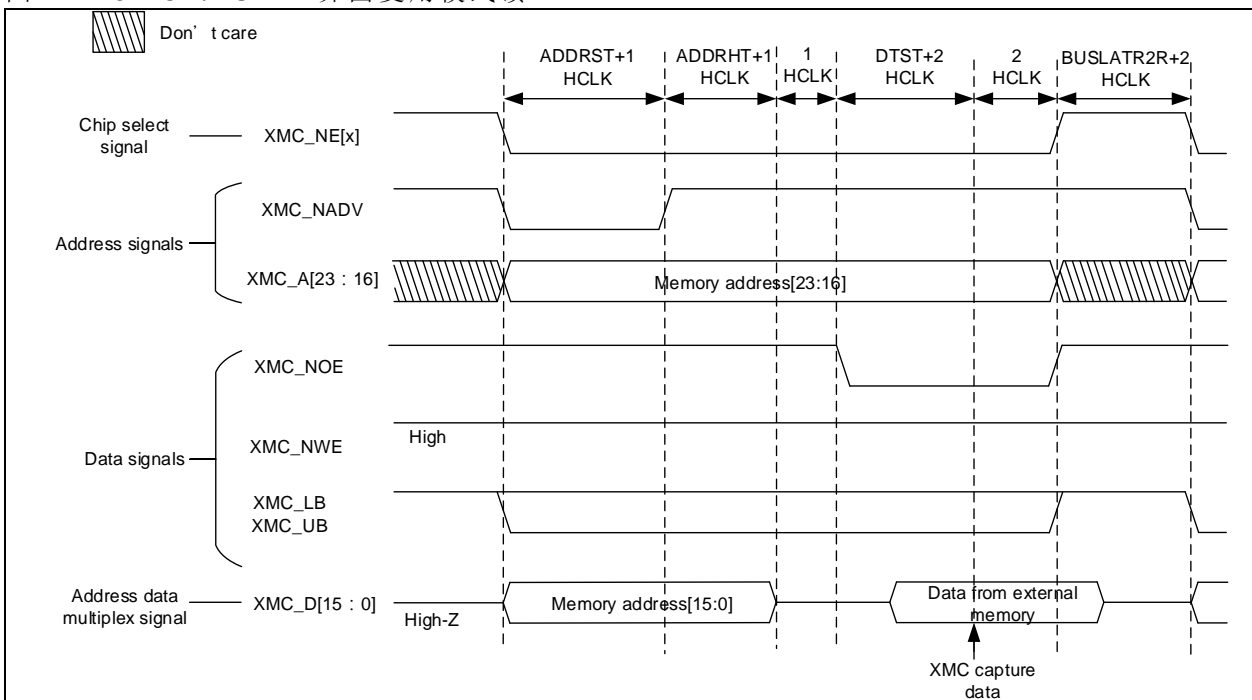 Don’t care
ADDRST+1 HCLK
ADDRHT+1 HCLK
1 HCLK
DTST+2 HCLK
2 HCLK
BUSLATR2R+2 HCLK
Chip select signal
XMC_NE[x]
Address signals
XMC_NADV
XMC_A[23 : 16]
Memory address[23:16]
Data signals
XMC_NOE
XMC_NWE
High
XMC_LB
XMC_UB
Address data multiplex signal
XMC_D[15 : 0]
High-Z
Memory address[15:0]
Data from external memory
XMC capture data